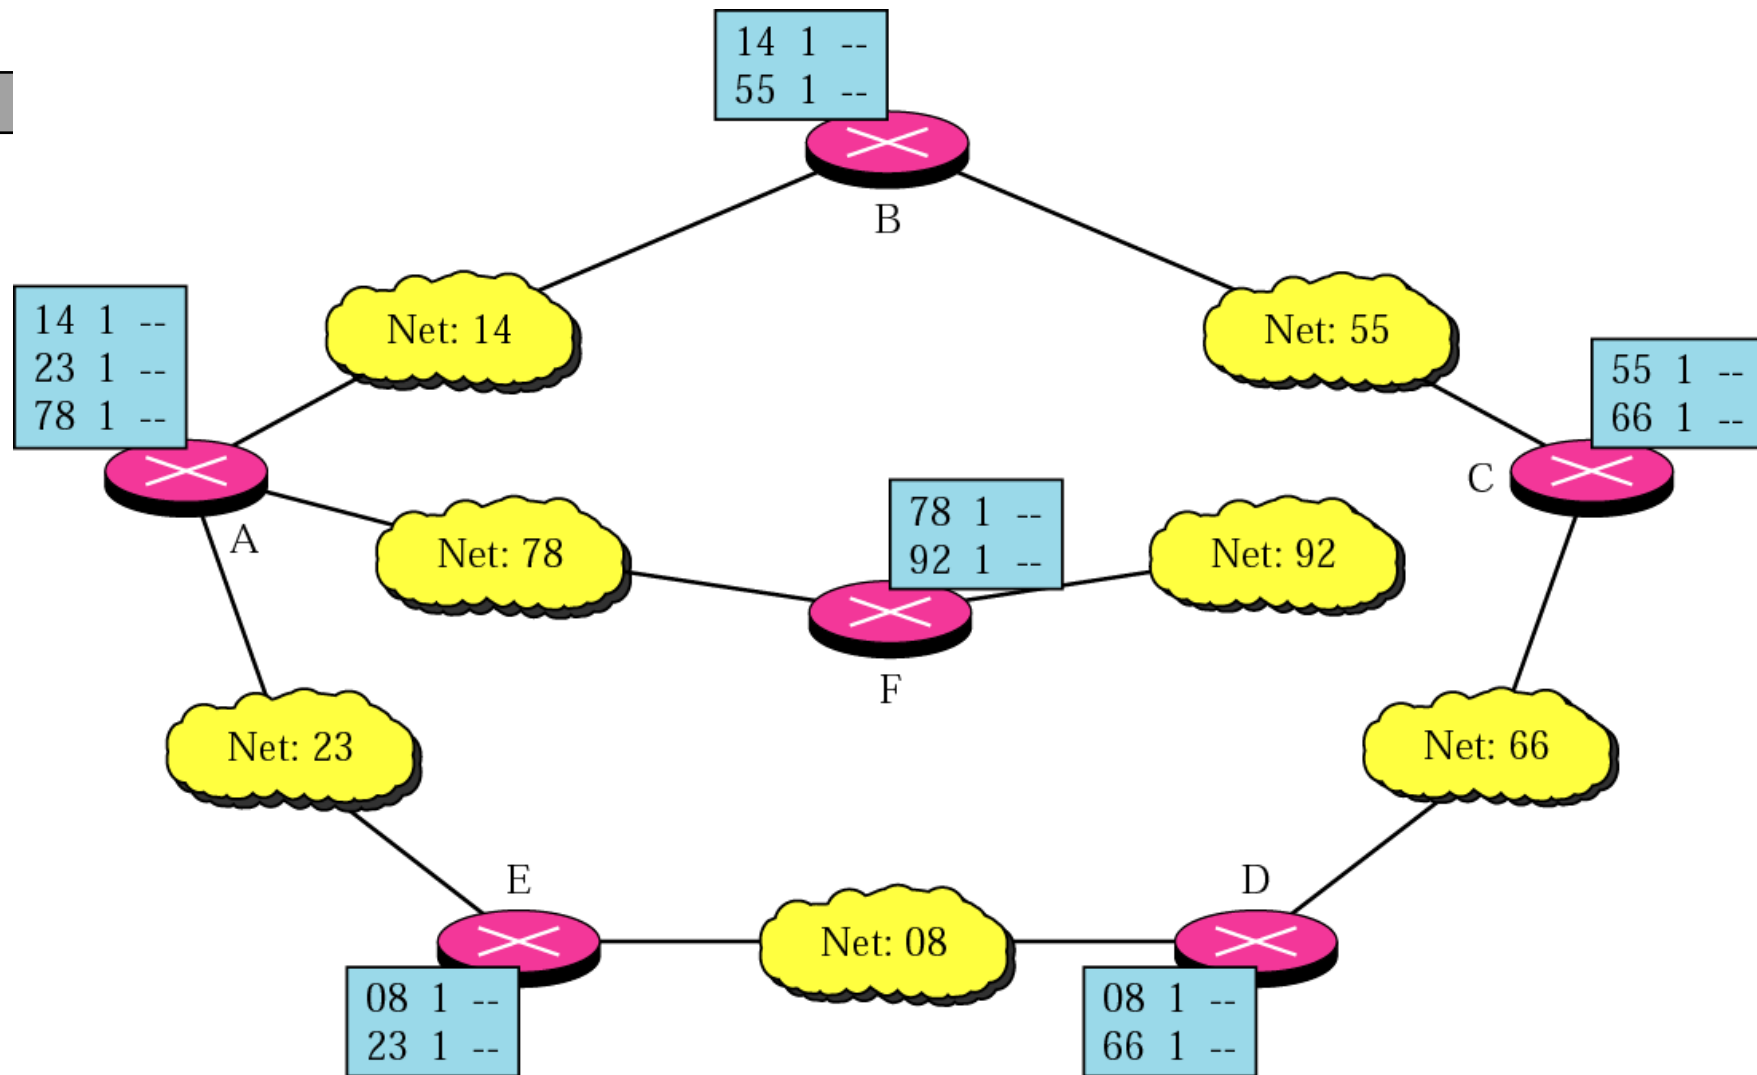 14 1 --
55 1 --
B
14 1 --
23 1 --
78 1 --
Net: 14
Net: 55
55 1 --
66 1 --
A
C
Net: 78
78 1 --
92 1 --
Net: 92
F
Net: 23
Net: 66
E
D
Net: 08
08 1 --
23 1 --
08 1 --
66 1 --